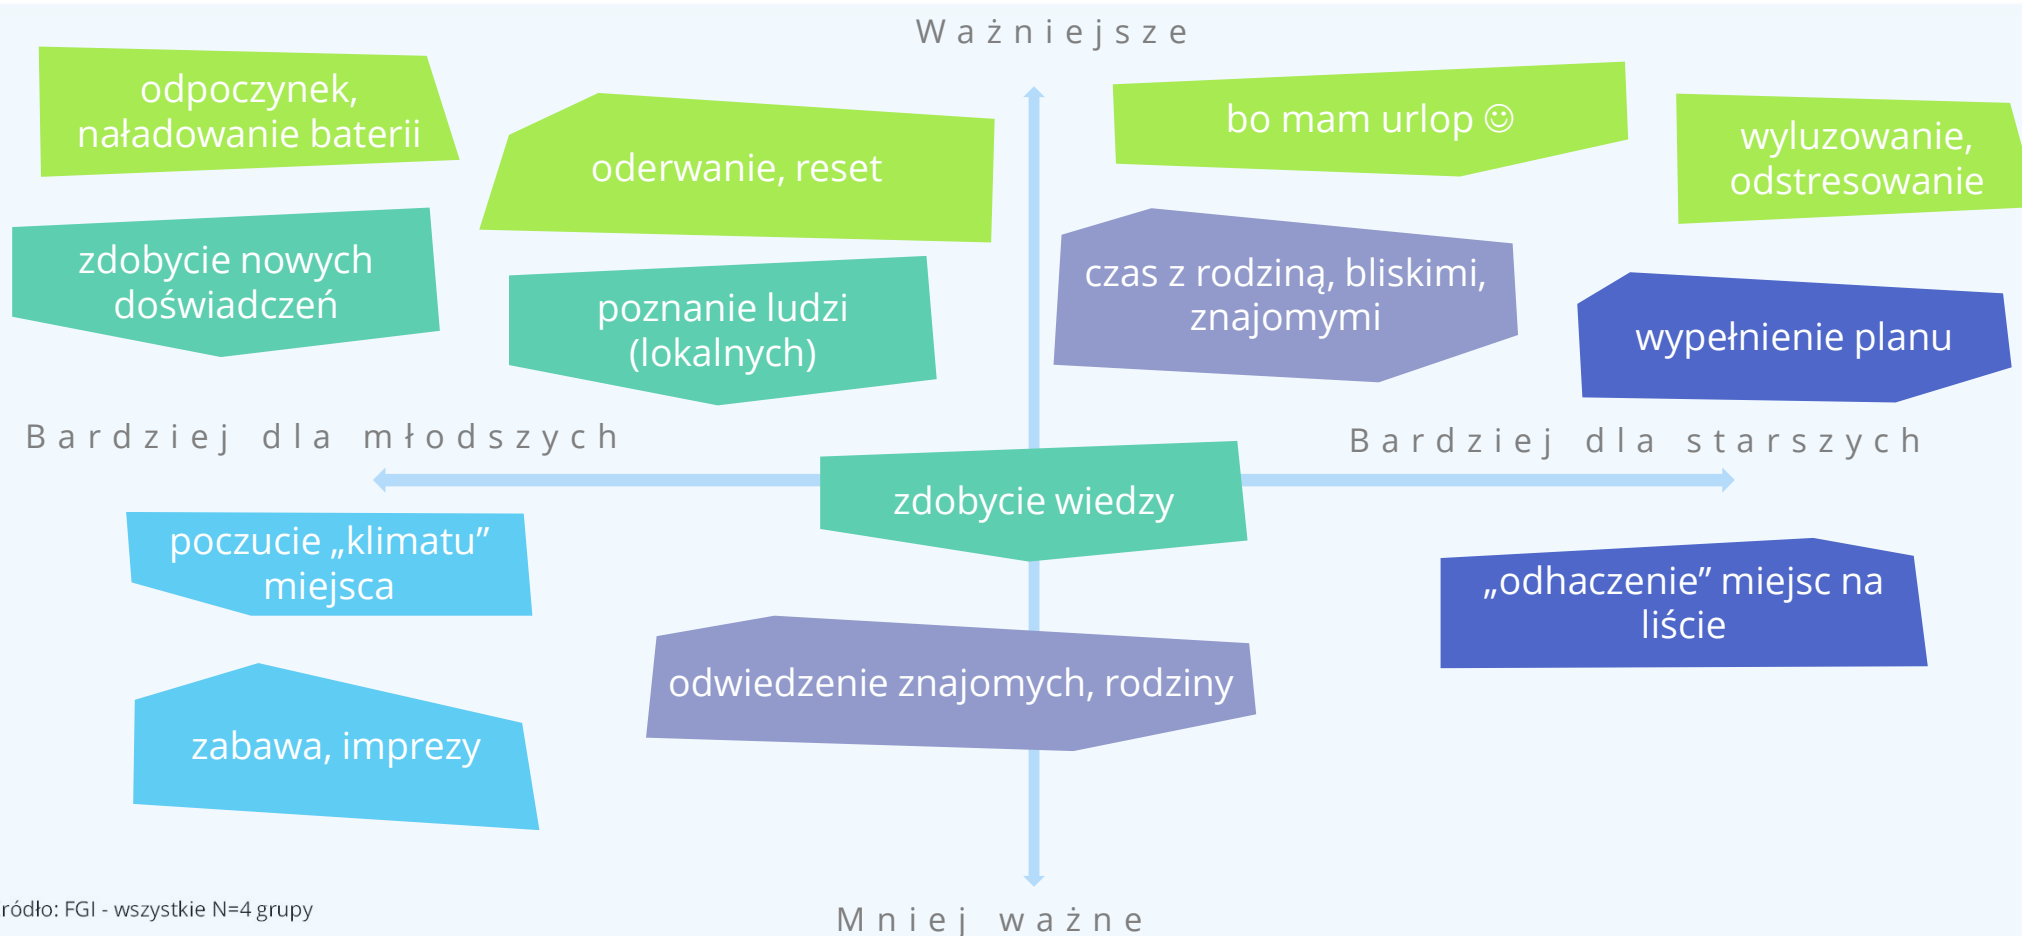 Ważniejsze
odpoczynek,
naładowanie baterii
oderwanie, reset
bo mam urlop ☺
wyluzowanie,
odstresowanie
zdobycie nowych
doświadczeń
poznanie ludzi
(lokalnych)
czas z rodziną, bliskimi,
znajomymi
wypełnienie planu
Bardziej dla młodszych
Bardziej dla starszych
zdobycie wiedzy
poczucie „klimatu”
miejsca
„odhaczenie” miejsc na
liście
odwiedzenie znajomych, rodziny
zabawa, imprezy
ródło: FGI - wszystkie N=4 grupy
Mniej ważne